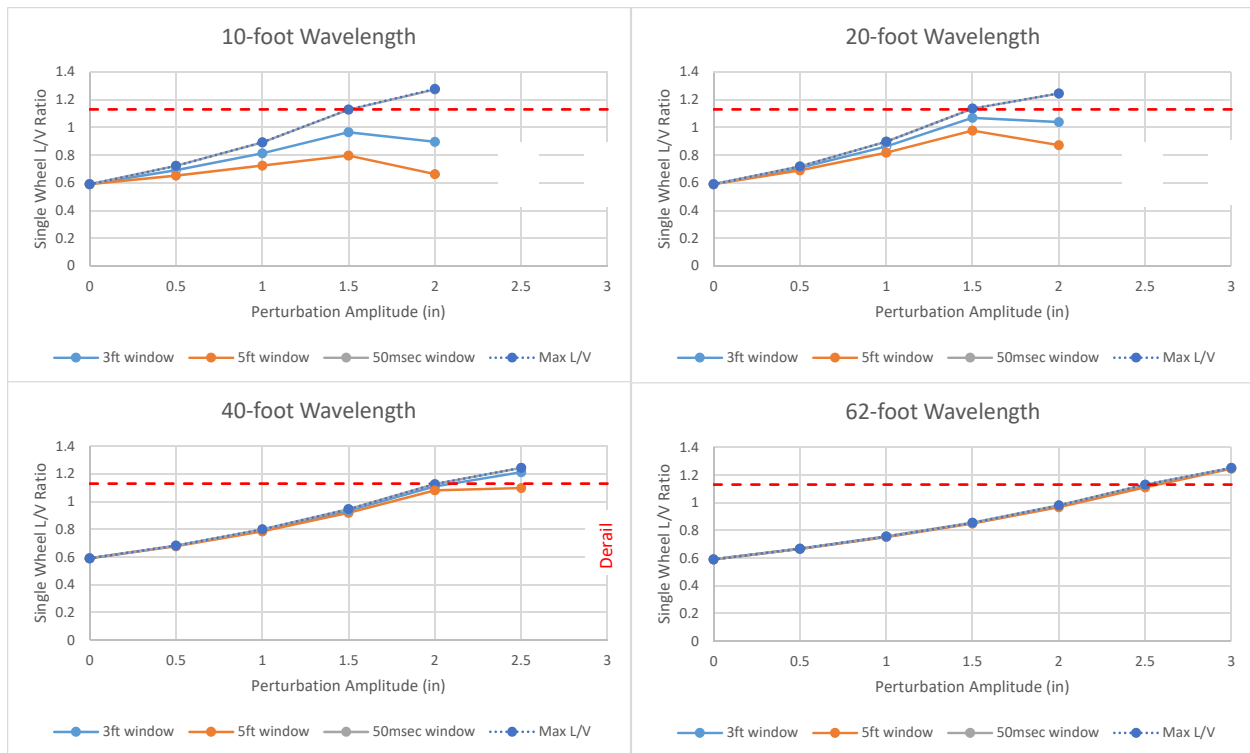 10-foot Wavelength
Single Wheel L/V Ratio
1.4
1.2
1
0.8
0.6
0.4
0.2
0
0 0.5 1 1.5 2 2.5 3
Perturbation Amplitude (in)
3ft window 5ft window 50msec window Max L/V
20-foot Wavelength
Single Wheel L/V Ratio
1.4
1.2
1
0.8
0.6
0.4
0.2
0
0 0.5 1 1.5 2 2.5 3
Perturbation Amplitude (in)
3ft window 5ft window 50msec window Max L/V
40-foot Wavelength
Single Wheel L/V Ratio
1.4
1.2
1
0.8
0.6
0.4
0.2
0
Derail
0 0.5 1 1.5 2 2.5 3
Perturbation Amplitude (in)
3ft window 5ft window 50msec window Max L/V
62-foot Wavelength
Single Wheel L/V Ratio
1.4
1.2
1
0.8
0.6
0.4
0.2
0
0 0.5 1 1.5 2 2.5 3
Perturbation Amplitude (in)
3ft window 5ft window 50msec window Max L/V